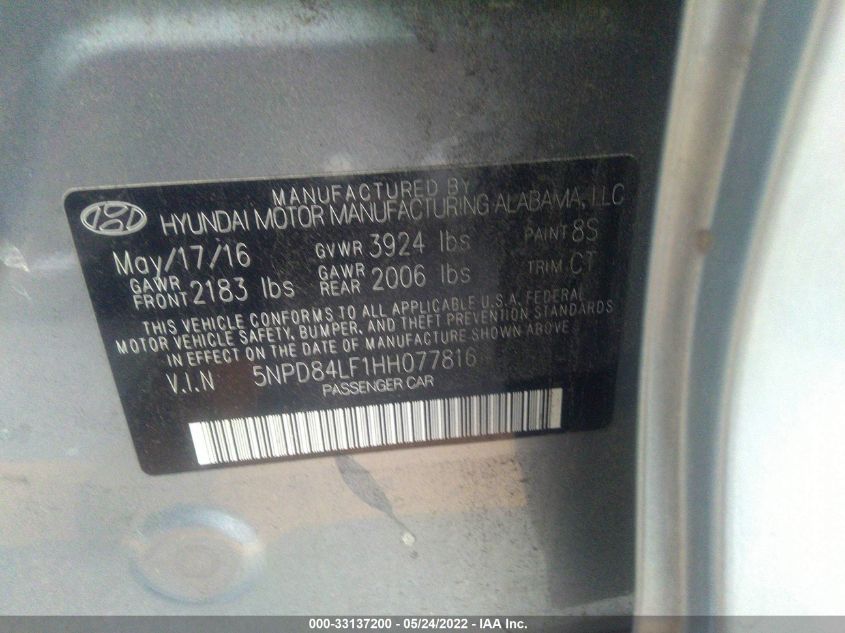 MANUFACTURED BY
HYUNDAI MOTOR MANUFACTURING ALABAMA, LLC
May/17/16 GVWR 3924 lbs PAINT 8S
GAWR FRONT 2183 lbs GAWR REAR 2006 lbs TRIM CT
THIS VEHICLE CONFORMS TO ALL APPLICABLE U.S.A. FEDERAL
MOTOR VEHICLE SAFETY, BUMPER, AND THEFT PREVENTION STANDARDS
IN EFFECT ON THE DATE OF MANUFACTURE SHOWN ABOVE
V.I.N 5NPD84LF1HH077816
PASSENGER CAR
000-33137200 - 05/24/2022 - IAA Inc.